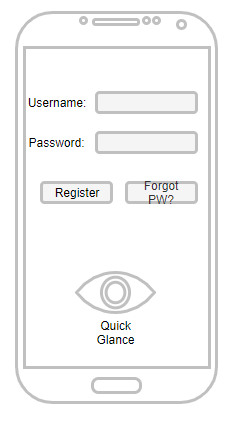 Username:
Password:
Register
Forgot
PW?
Quick
Glance